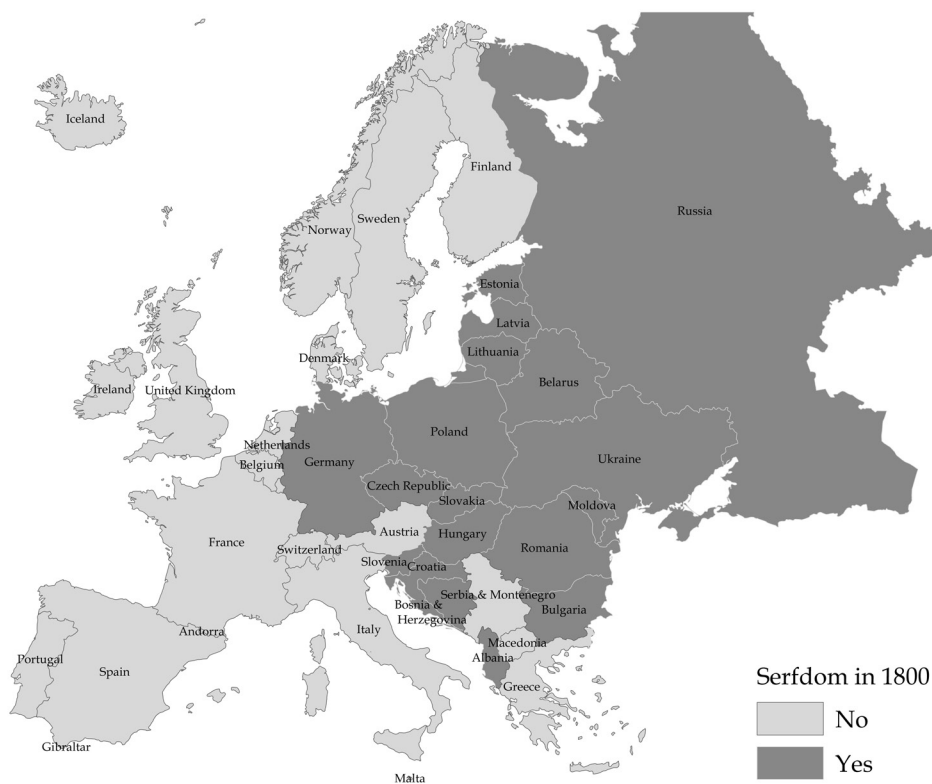 Iceland
Finland
Russia
Norway
Sweden
Estonia
Latvia
Lithuania
Denmark
Belarus
Ireland
United Kingdom
Netherlands
Belgium
Germany
Poland
Ukraine
Czech Republic
Slovakia
Moldova
France
Austria
Hungary
Switzerland
Romania
Slovenia
Croatia
Serbia & Montenegro
Bosnia &
Herzegovina
Bulgaria
Andorra
Italy
Macedonia
Albania
Portugal
Spain
Greece
Gibraltar
Malta
Serfdom in 1800
No
Yes